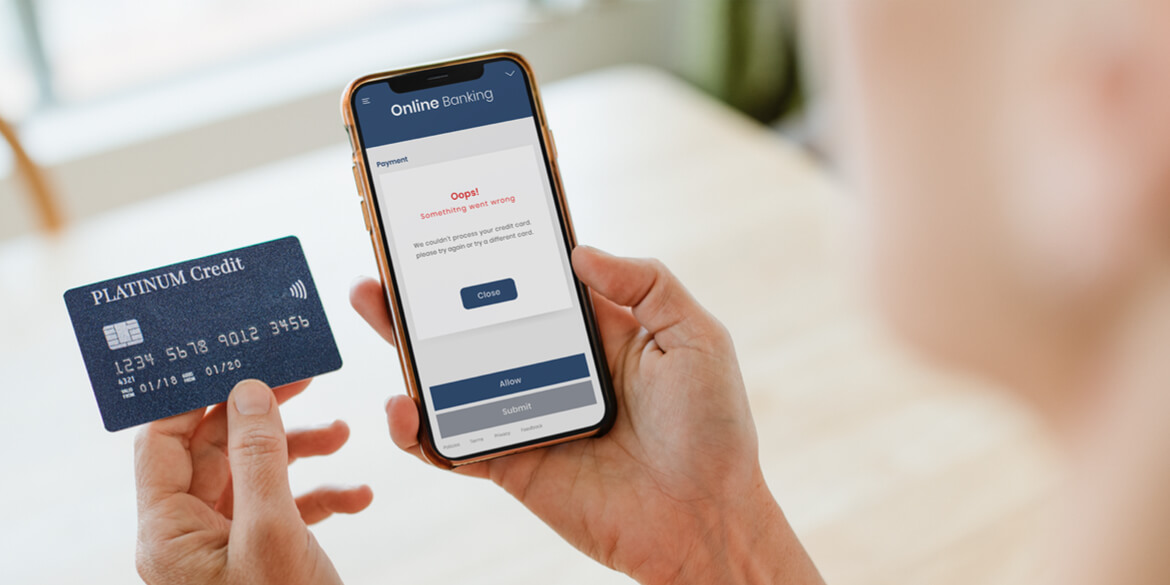 PLATINUM Credit
1234 5678 9012 3456
4321
VALID FROM 01/18 01/20
Online Banking
Payment
Oops!
Somethitng went wrong
We couldn't process your credit card.
please try again or try a different card.
Close
Allow
Submit
Policies Terms Privacy Feedback